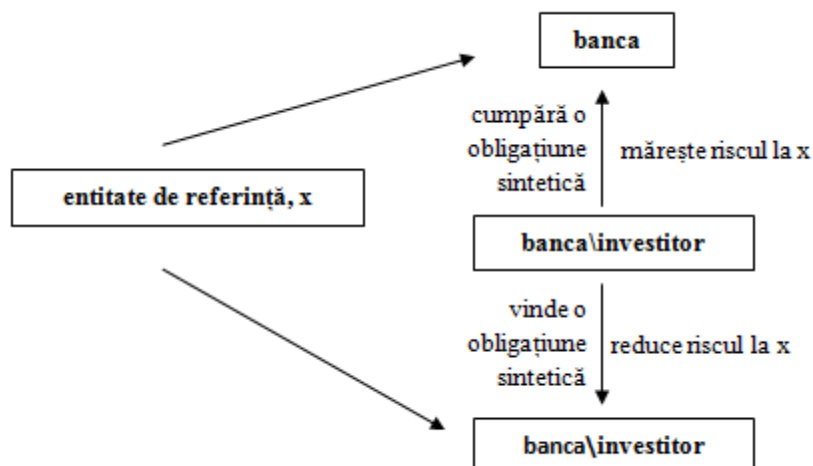 banca
cumpără o
obligațiune
sintetică
mărește riscul la x
entitate de referință, x
banca\investitor
vinde o
obligațiune
sintetică
reduce riscul la x
banca\investitor